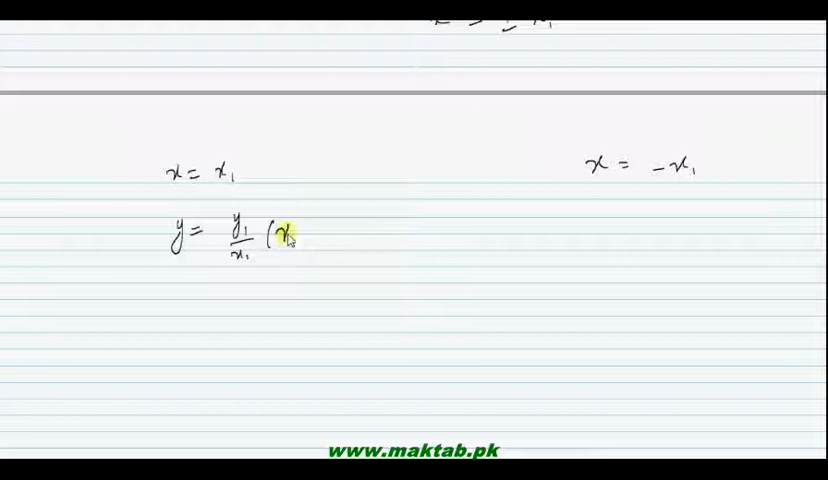 x = x₁
x = -x₁
y = y₁/x₁ (x
www.maktab.pk